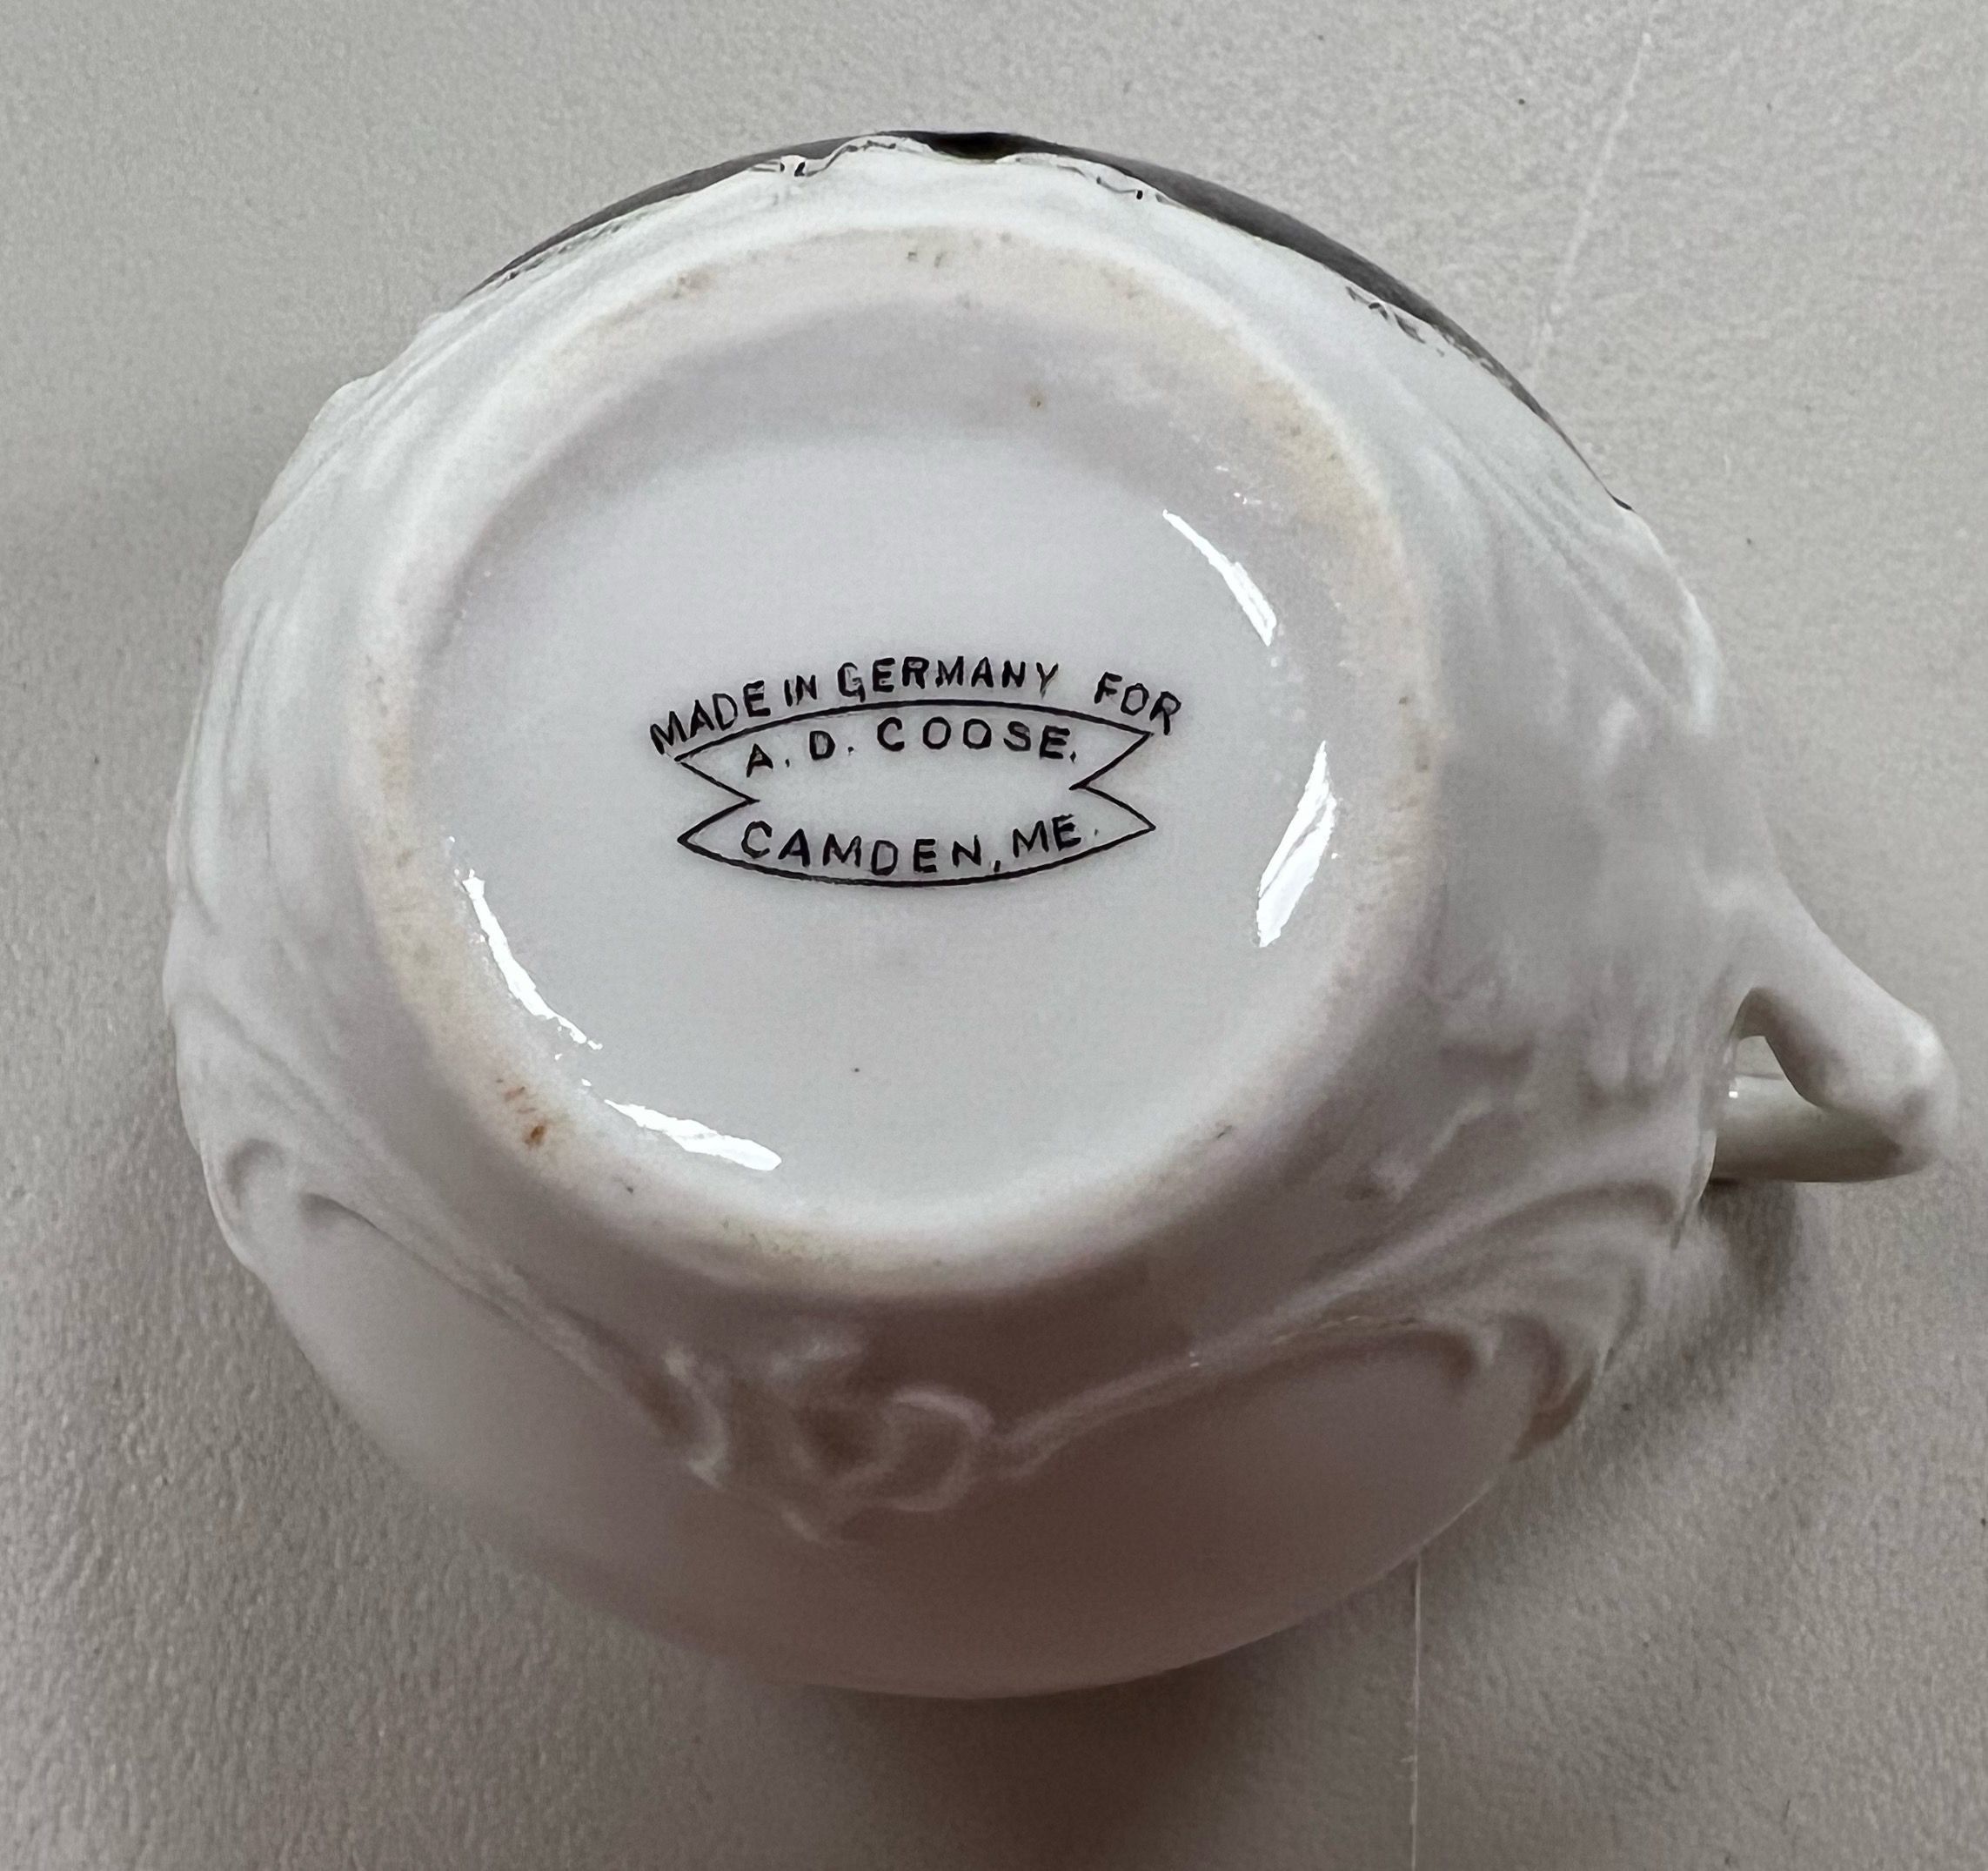 MADE IN GERMANY FOR
A. D. COOSE.
CAMDEN, ME.